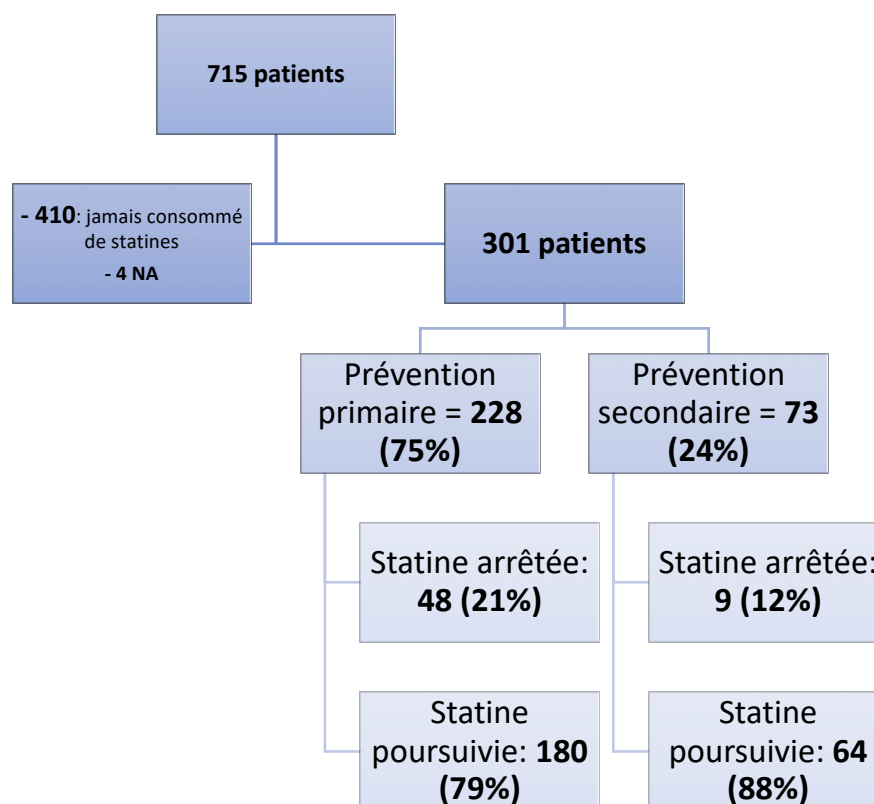 715 patients
- 410: jamais consommé
de statines
- 4 NA
301 patients
Prévention
primaire = 228
(75%)
Prévention
secondaire = 73
(24%)
Statine arrêtée:
48 (21%)
Statine arrêtée:
9 (12%)
Statine
poursuivie: 180
(79%)
Statine
poursuivie: 64
(88%)